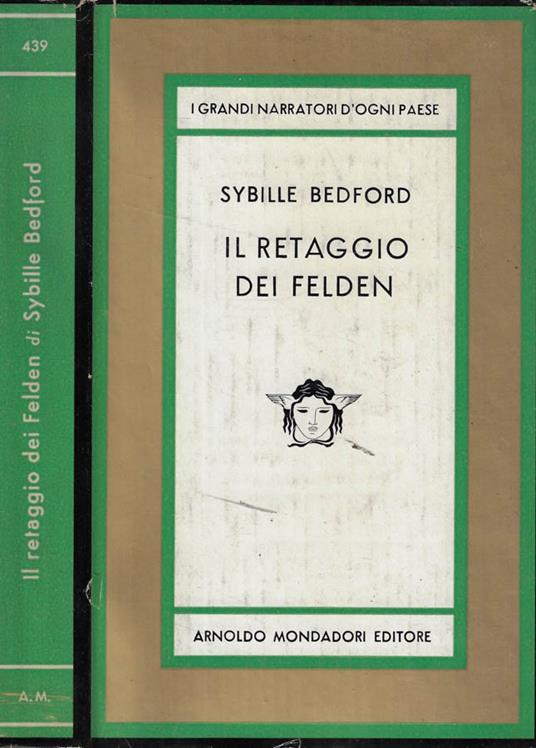 439
Il retaggio dei Felden di Sybille Bedford
A.M.
I GRANDI NARRATORI D'OGNI PAESE
SYBILLE BEDFORD
IL RETAGGIO
DEI FELDEN
ARNOLDO MONDADORI EDITORE